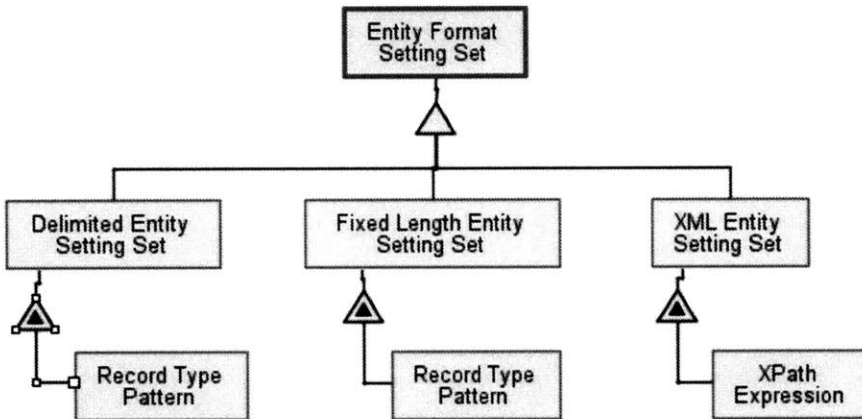 Entity Format
Setting Set
Delimited Entity
Setting Set
Fixed Length Entity
Setting Set
XML Entity
Setting Set
Record Type
Pattern
Record Type
Pattern
XPath
Expression